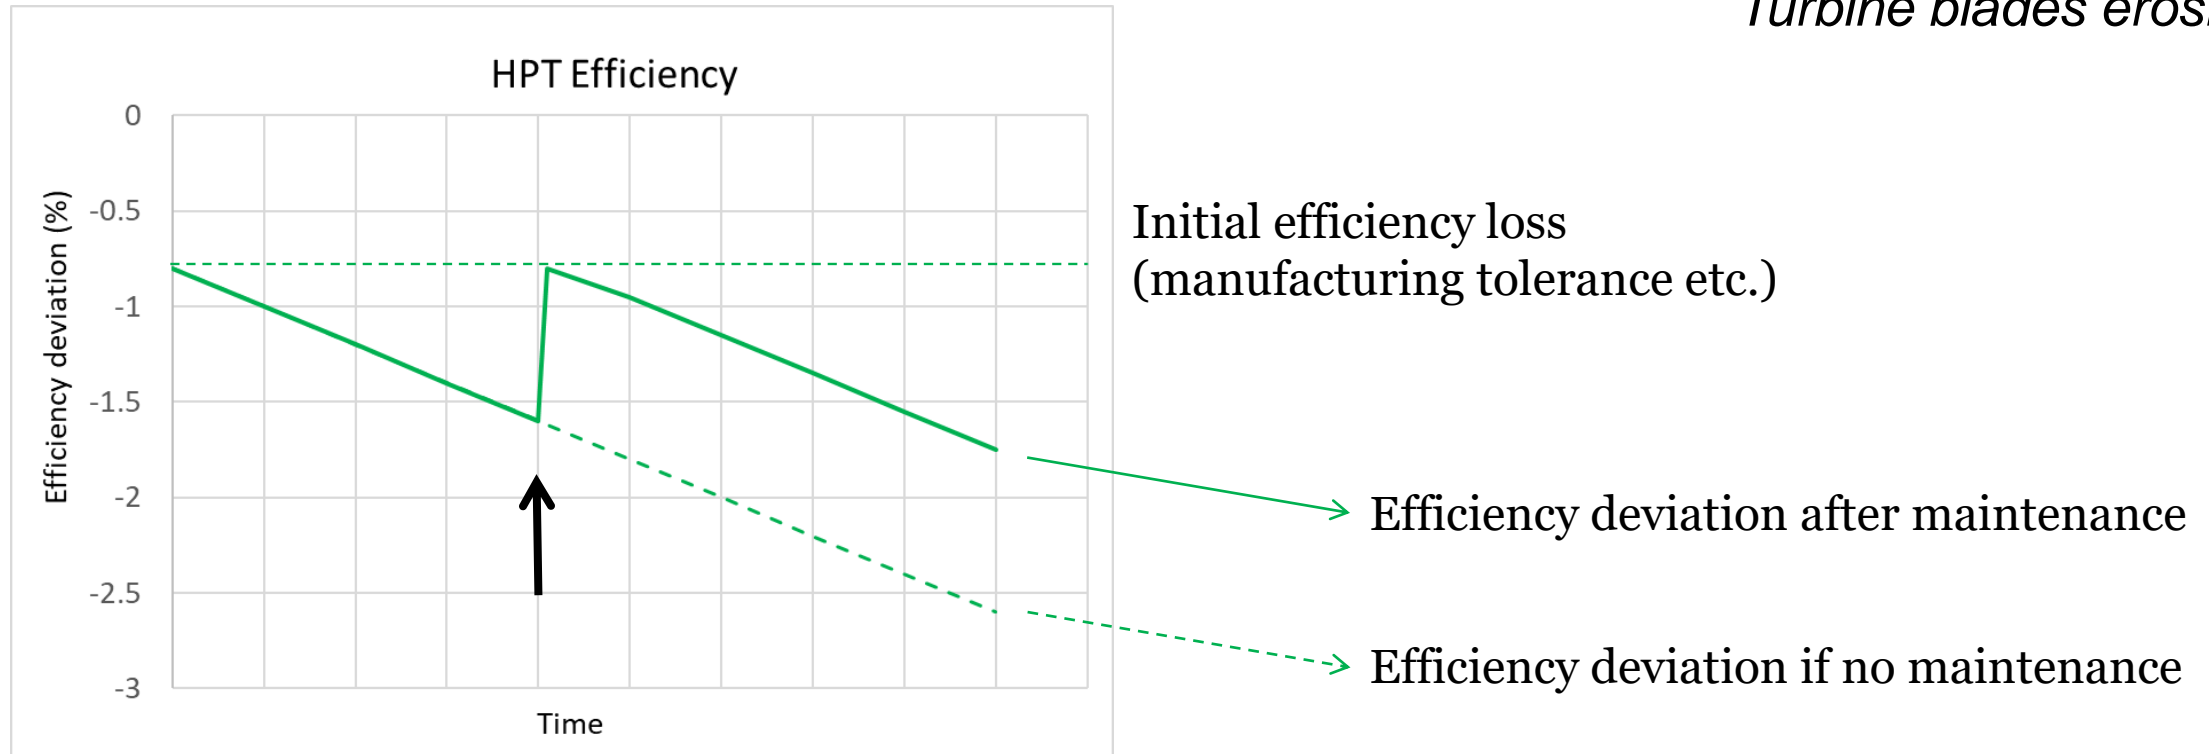 Turbine blades
HPT Efficiency
0
-0.5
-1
-1.5
-2
-2.5
-3
Efficiency deviation (%)
Time
Initial efficiency loss
(manufacturing tolerance etc.)
Efficiency deviation after maintenance
Efficiency deviation if no maintenance